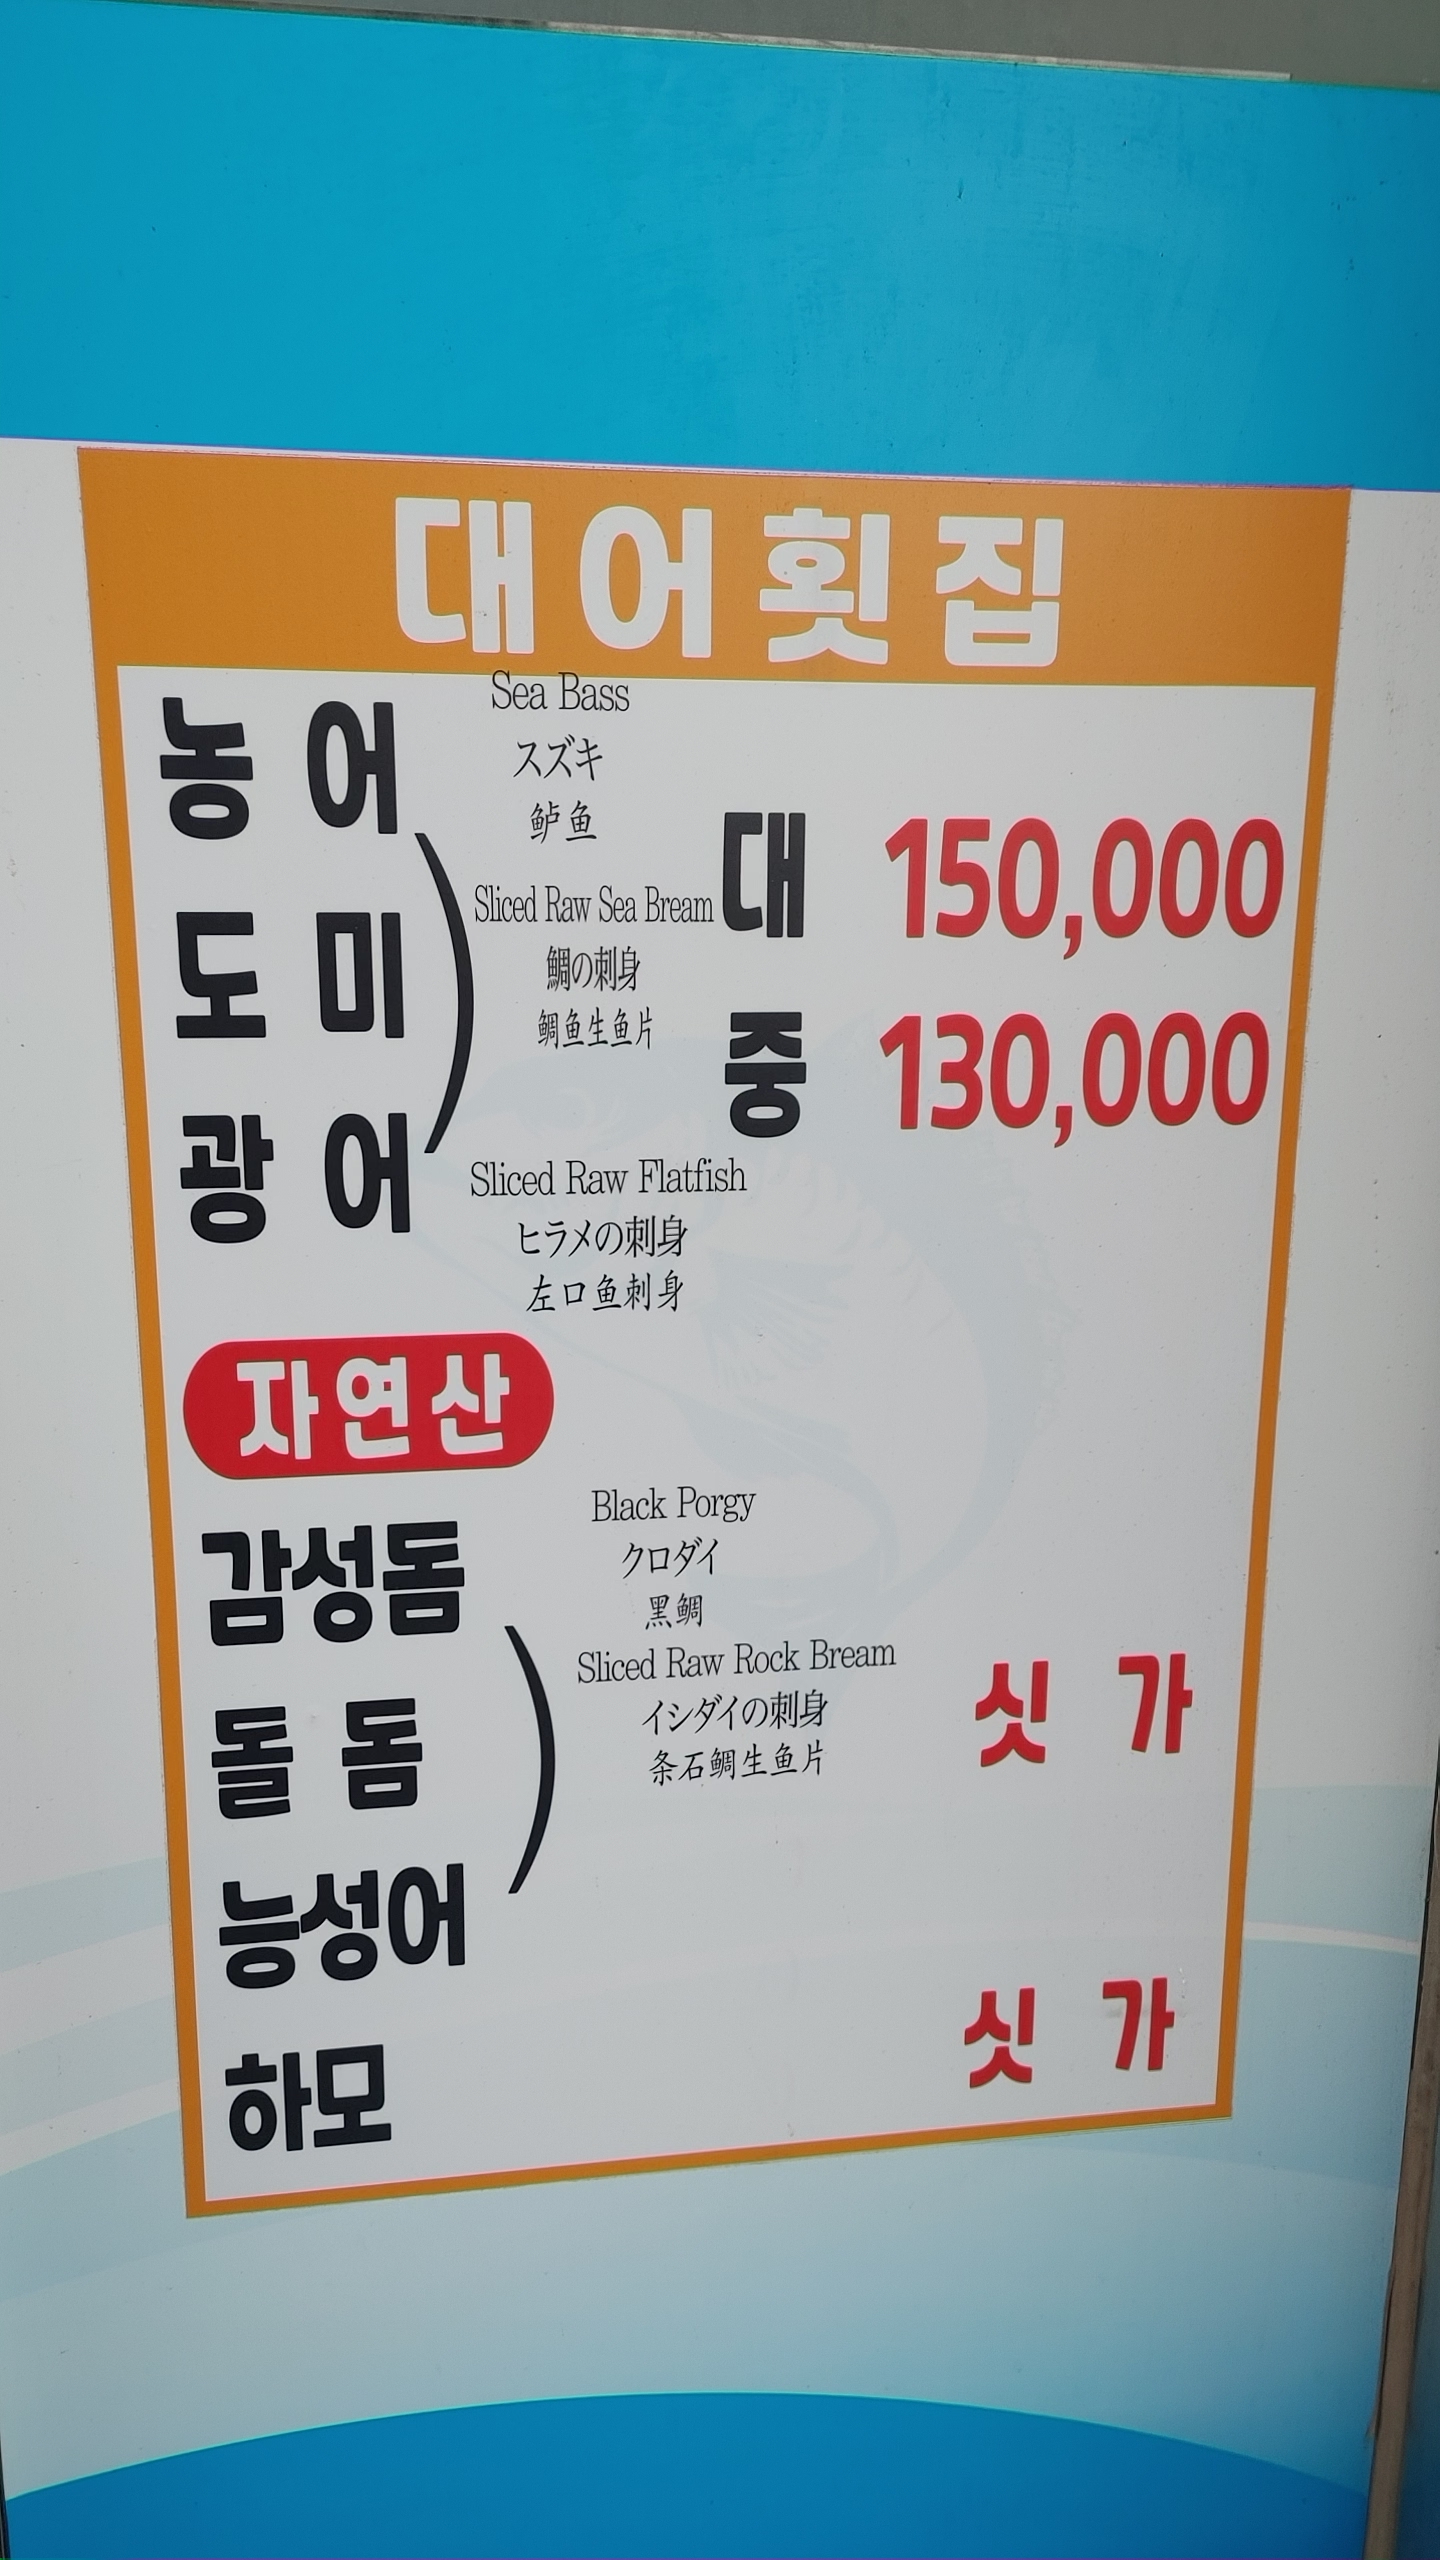 대어횟집
농어
Sea Bass
スズキ
鲈鱼
도미
Sliced Raw Sea Bream
鯛の刺身
鲷鱼生鱼片
대 150,000
중 130,000
광어
Sliced Raw Flatfish
ヒラメの刺身
左口鱼刺身
자연산
감성돔
Black Porgy
クロダイ
黑鲷
돌돔
Sliced Raw Rock Bream
イシダイの刺身
条石鲷生鱼片
싯가
능성어
하모
싯가